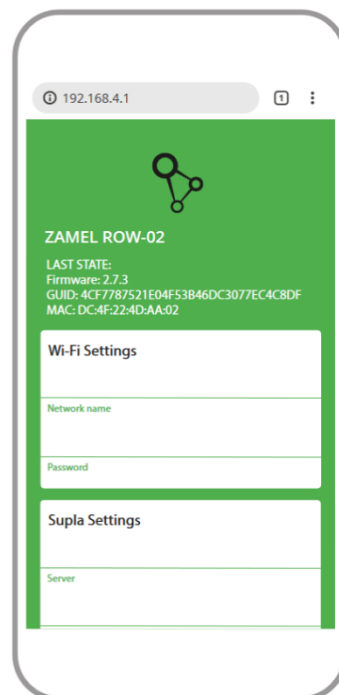 192.168.4.1
1
ZAMEL ROW-02
LAST STATE:
Firmware: 2.7.3
GUID: 4CF7787521E04F53B46DC3077EC4C8DF
MAC: DC:4F:22:4D:AA:02
Wi-Fi Settings
Network name
Password
Supla Settings
Server